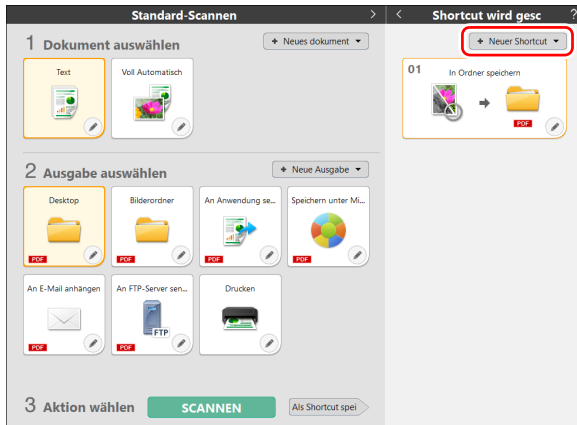 Standard-Scannen
1 Dokument auswählen
+ Neues dokument
Text
Voll Automatisch
2 Ausgabe auswählen
+ Neue Ausgabe
Desktop
PDF
Bilderordner
PDF
An Anwendung se...
PDF
Speichern unter Mi...
PDF
An E-Mail anhängen
PDF
An FTP-Server sen...
FTP
PDF
Drucken
3 Aktion wählen
SCANNEN
Als Shortcut spei
Shortcut wird gesc
?
+ Neuer Shortcut
01
In Ordner speichern
PDF